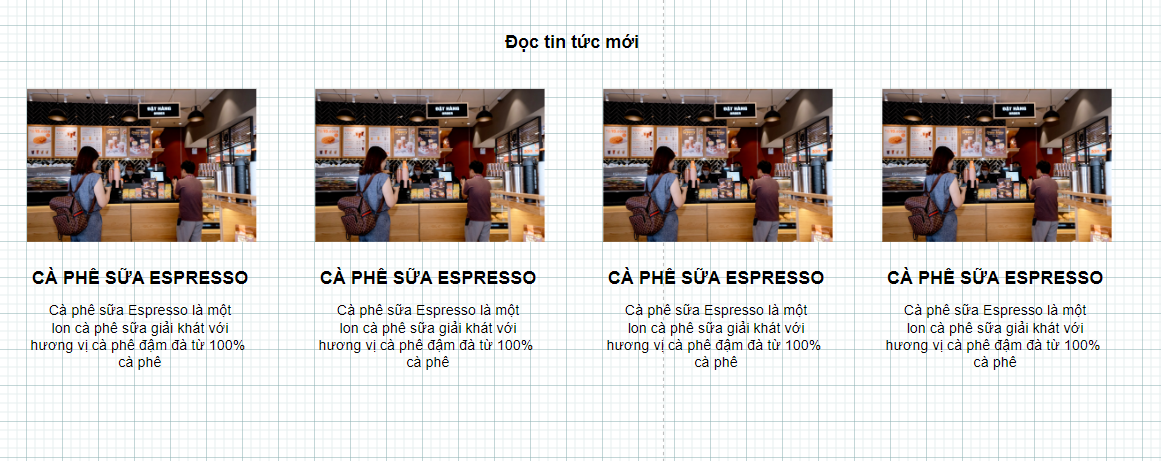 Đọc tin tức mới
ĐẶT HÀNG
ORDER
ĐẶT HÀNG
ORDER
ĐẶT HÀNG
ORDER
ĐẶT HÀNG
ORDER
CÀ PHÊ SỮA ESPRESSO
Cà phê sữa Espresso là một
lon cà phê sữa giải khát với
hương vị cà phê đậm đà từ 100%
cà phê
CÀ PHÊ SỮA ESPRESSO
Cà phê sữa Espresso là một
lon cà phê sữa giải khát với
hương vị cà phê đậm đà từ 100%
cà phê
CÀ PHÊ SỮA ESPRESSO
Cà phê sữa Espresso là một
lon cà phê sữa giải khát với
hương vị cà phê đậm đà từ 100%
cà phê
CÀ PHÊ SỮA ESPRESSO
Cà phê sữa Espresso là một
lon cà phê sữa giải khát với
hương vị cà phê đậm đà từ 100%
cà phê